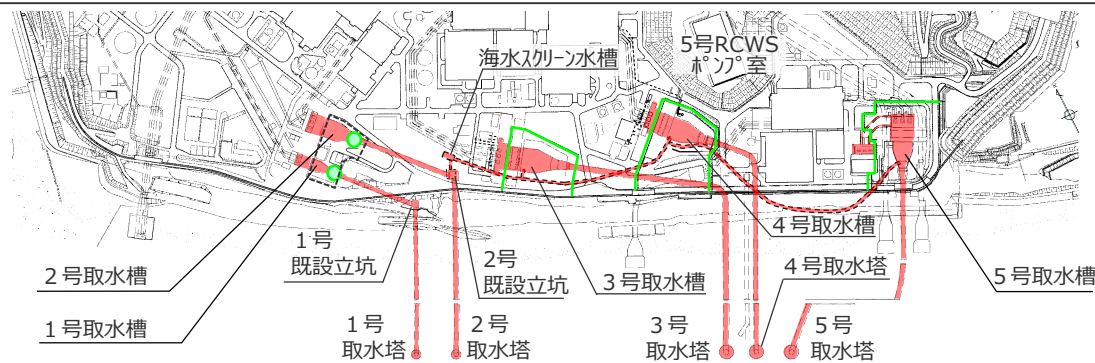 海水スクリーン水槽
5号RCWS
ポンプ室
2号取水槽
1号取水槽
1号
既設立坑
2号
既設立坑
3号取水槽
4号取水槽
4号取水塔
5号取水槽
1号
取水塔
2号
取水塔
3号
取水塔
5号
取水塔